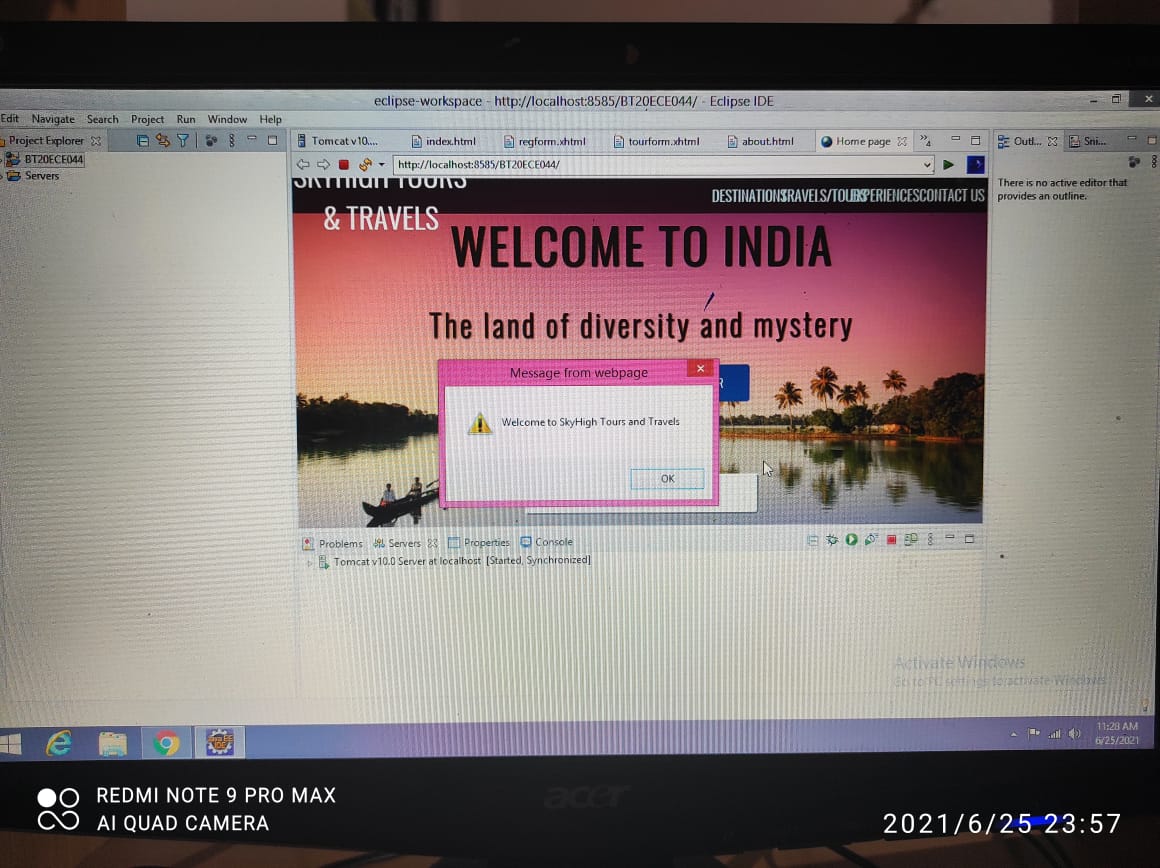 eclipse-workspace - http://localhost:8585/BT20ECE044/ - Eclipse IDE
Edit Navigate Search Project Run Window Help
Project Explorer
BT20ECE044
Servers
Tomcat v10.... index.html regform.xhtml tourform.xhtml about.html Home page 4
http://localhost:8585/BT20ECE044/
Outl... Sni...
There is no active editor that
provides an outline.
SKYHIGH TOURS
& TRAVELS
DESTINATIONS TRAVELS/TOURS EXPERIENCES CONTACT US
WELCOME TO INDIA
The land of diversity and mystery
R
Message from webpage
Welcome to SkyHigh Tours and Travels
OK
Problems Servers Properties Console
Tomcat v10.0 Server at localhost [Started, Synchronized]
Activate Windows
Go to PC settings to activate Windows.
Java EE
IDE
11:28 AM
6/25/2021
acer
REDMI NOTE 9 PRO MAX
AI QUAD CAMERA
2021/6/25 23:57